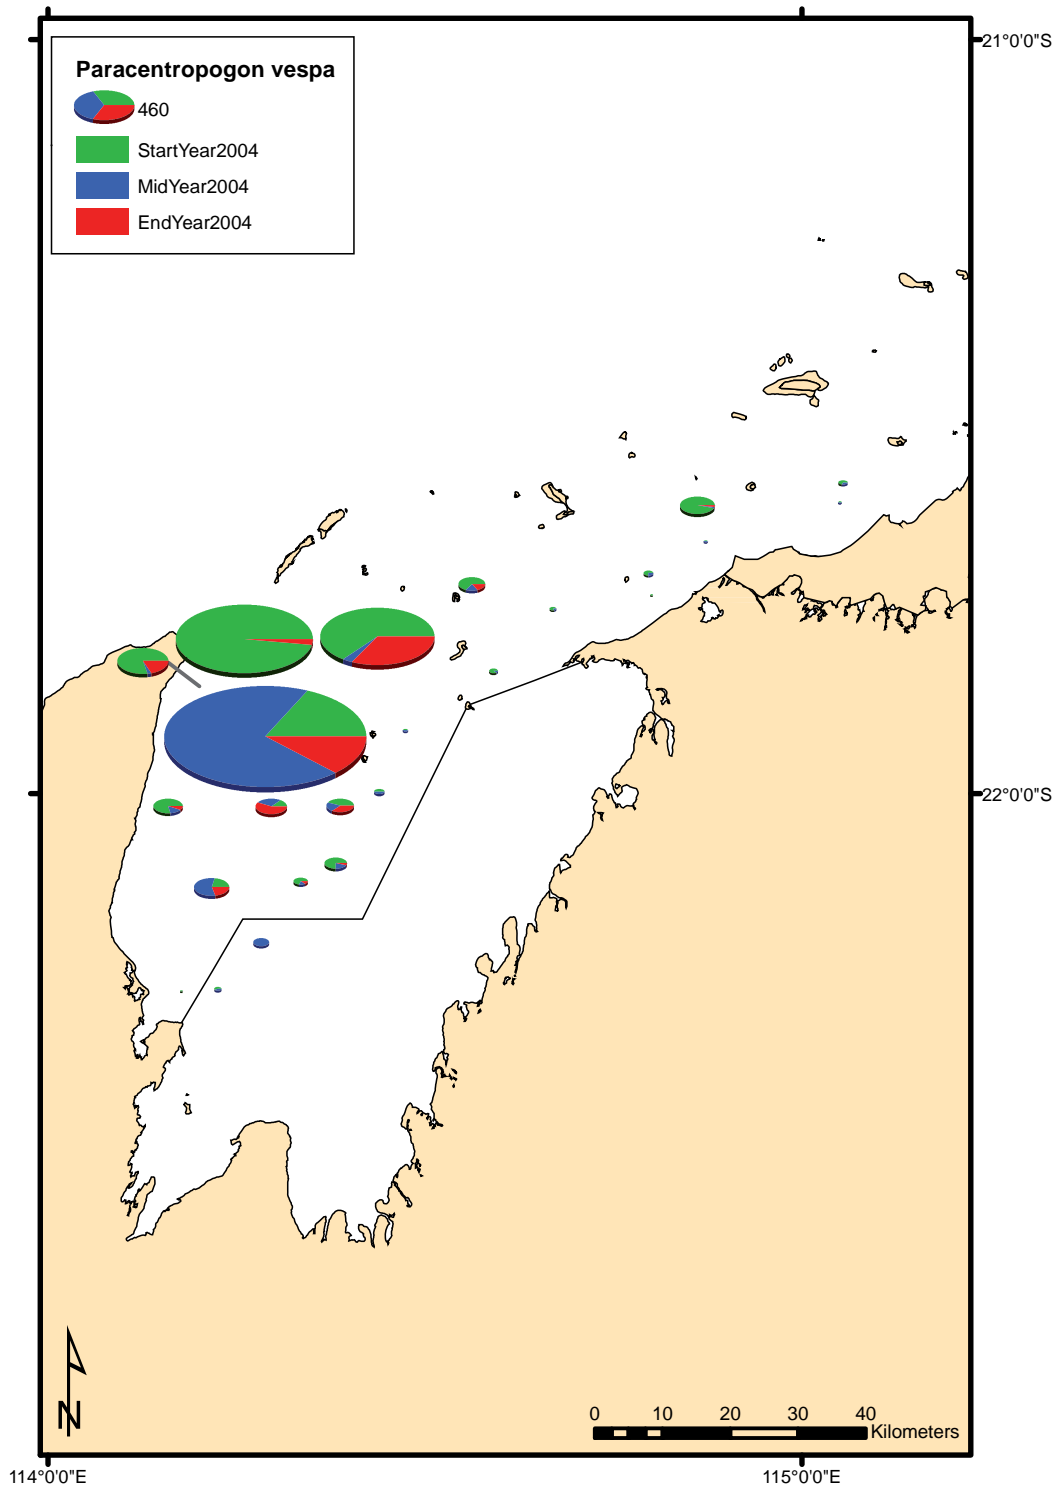 21°0'0"S
Paracentropogon vespa
460
StartYear2004
MidYear2004
EndYear2004
22°0'0"S
N
0 10 20 30 40
Kilometers
114°0'0"E 115°0'0"E